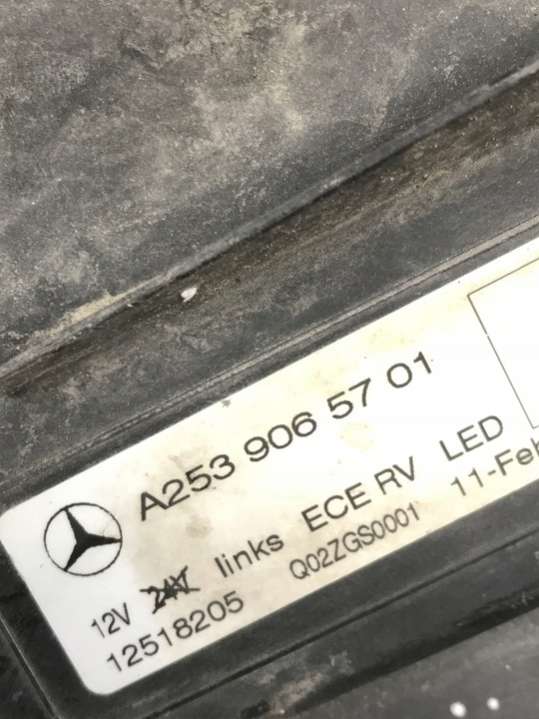 A253 906 57 01
12V 24V links ECE RV LED
12518205 Q02ZGS0001 11-Feb